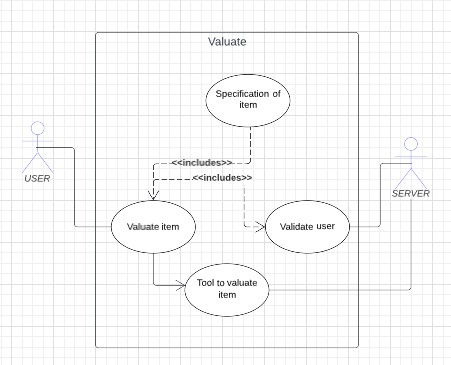 Valuate
Specification of
item
<<includes>>
<<includes>>
USER
SERVER
Valuate item
Validate user
Tool to valuate
item